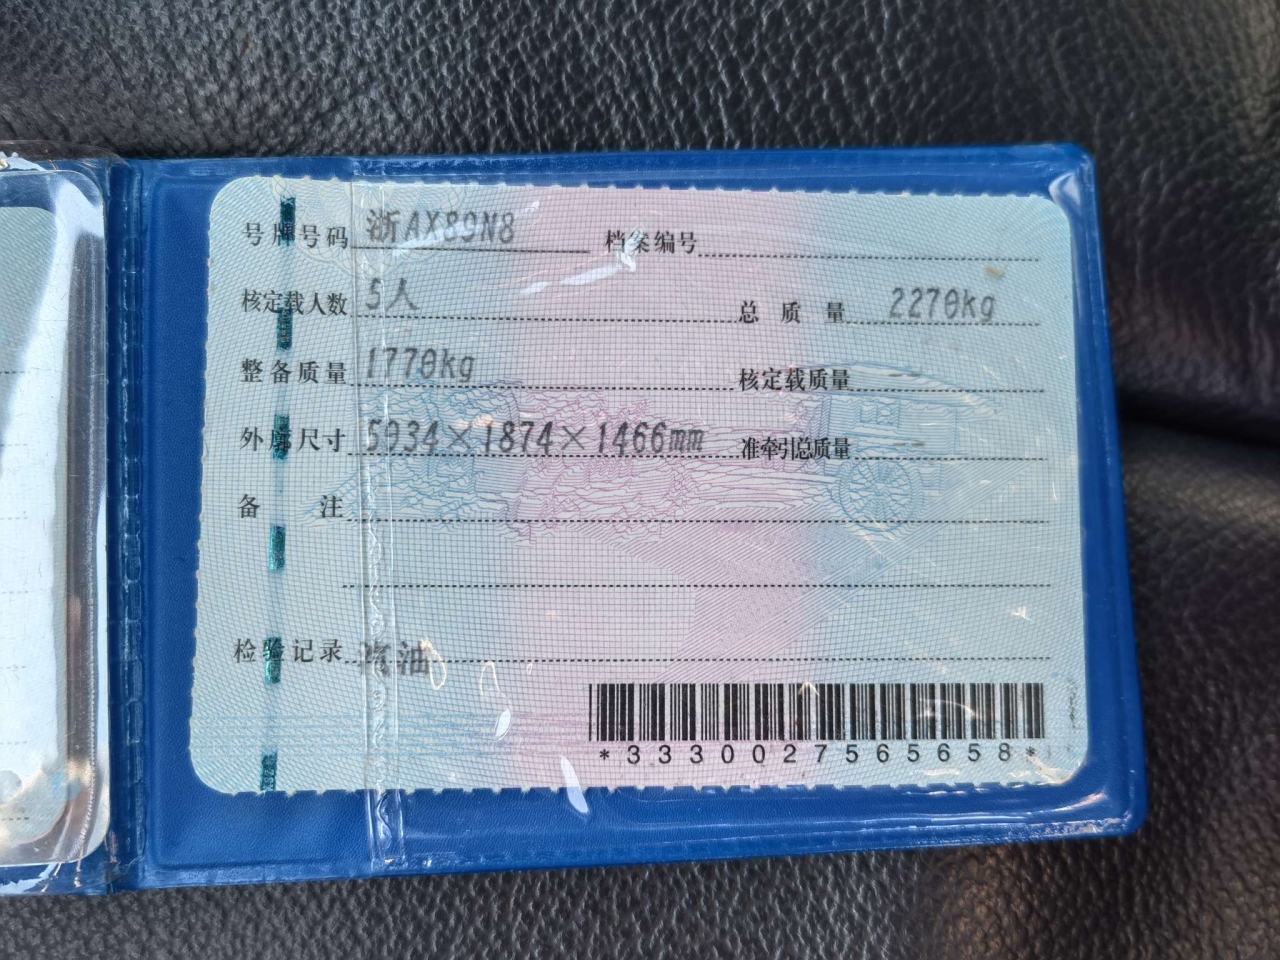 号牌号码 浙AX89N8 档案编号
核定载人数 5人 总质量 2270kg
整备质量 1770kg 核定载质量 --
外廓尺寸 5034×1874×1466mm 准牵引总质量 --
备注
检验记录 汽油
*3330027565658*